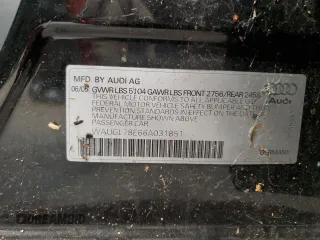 MFD. BY AUDI AG
06/05 GVWR LBS 5104 GAWR LBS FRONT 2756/REAR 2458
THIS VEHICLE CONFORMS TO ALL APPLICABLE
FEDERAL MOTOR VEHICLE
SAFETY BUMPER AND THEFT
PREVENTION STANDARDS IN EFFECT ON THE DATE OF
MANUFACTURE SHOWN ABOVE
PASSENGER CAR
Audi